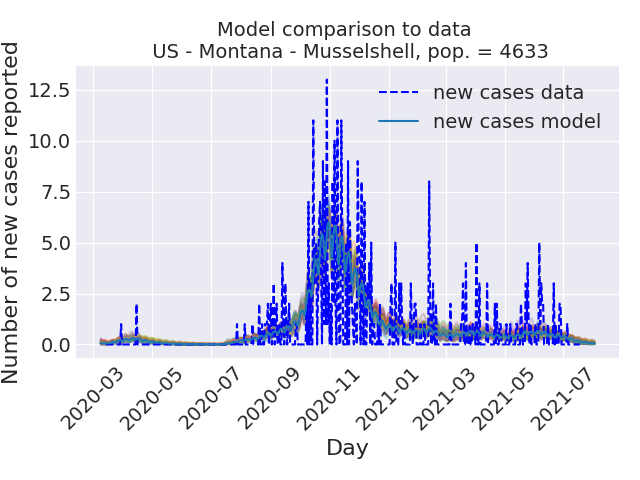 Model comparison to data
US - Montana - Musselshell, pop. = 4633
Number of new cases reported
12.5
10.0
7.5
5.0
2.5
0.0
new cases data
new cases model
2020-03
2020-05
2020-07
2020-09
2020-11
2021-01
2021-03
2021-05
2021-07
Day